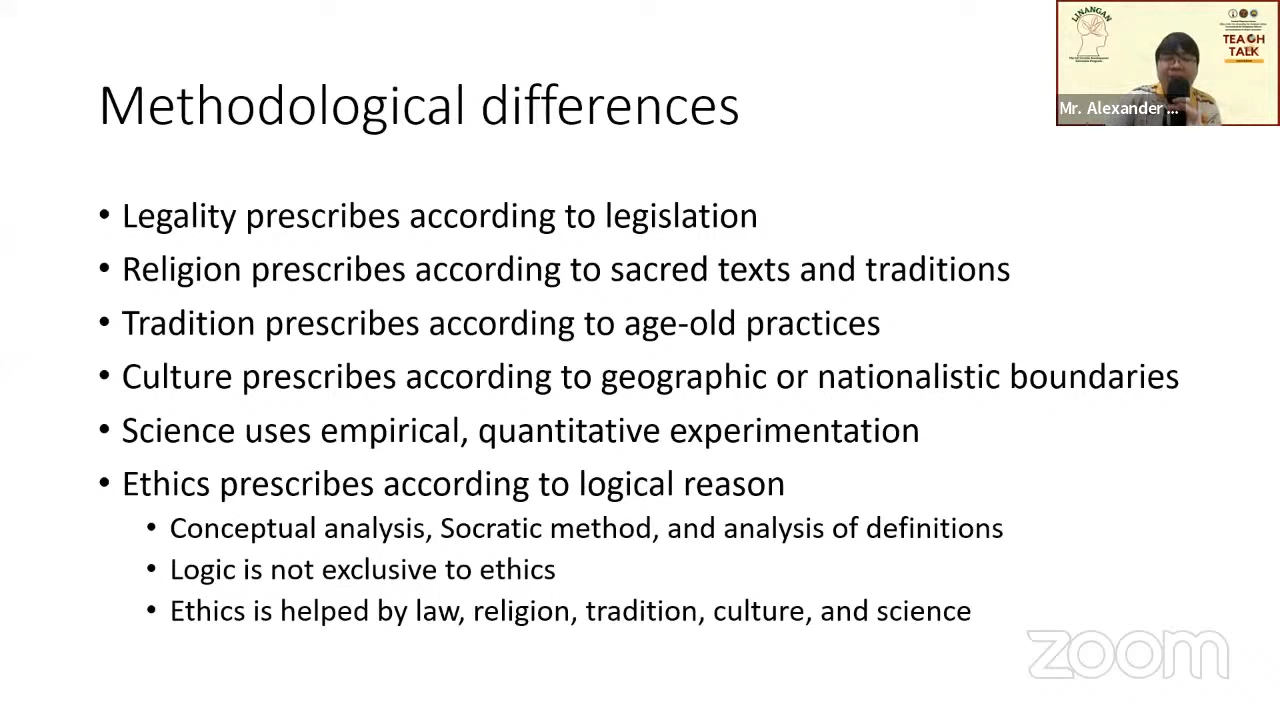 Methodological differences
• Legality prescribes according to legislation
• Religion prescribes according to sacred texts and traditions
• Tradition prescribes according to age-old practices
• Culture prescribes according to geographic or nationalistic boundaries
• Science uses empirical, quantitative experimentation
• Ethics prescribes according to logical reason
• Conceptual analysis, Socratic method, and analysis of definitions
• Logic is not exclusive to ethics
• Ethics is helped by law, religion, tradition, culture, and science
LINANGAN
TEACH
TALK
Mr. Alexander ...
zoom